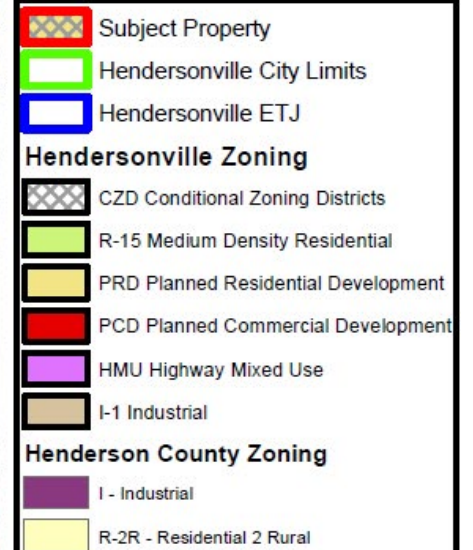 Subject Property
Hendersonville City Limits
Hendersonville ETJ
Hendersonville Zoning
CZD Conditional Zoning Districts
R-15 Medium Density Residential
PRD Planned Residential Development
PCD Planned Commercial Development
HMU Highway Mixed Use
I-1 Industrial
Henderson County Zoning
I - Industrial
R-2R - Residential 2 Rural